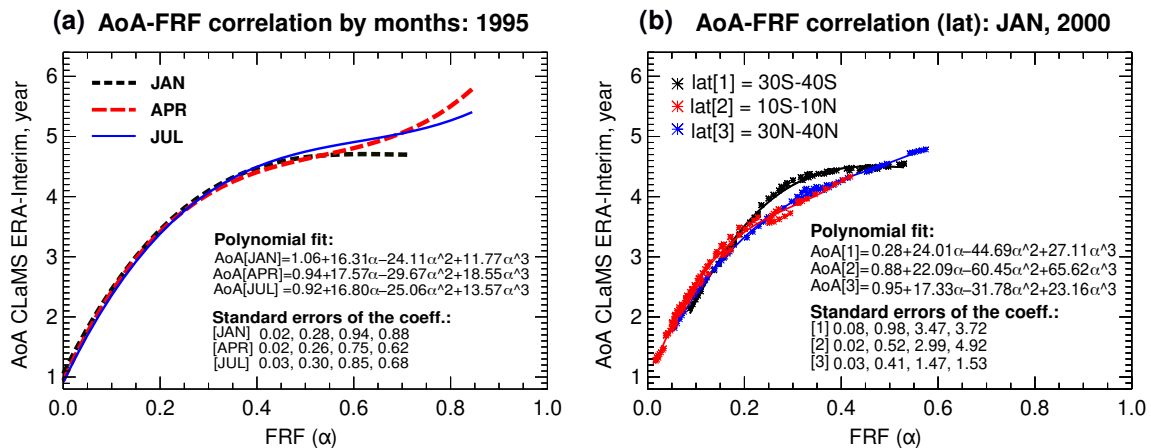 (a) AoA-FRF correlation by months: 1995
AoA CLaMS ERA-Interim, year
6
5
4
3
2
1
JAN
APR
JUL
Polynomial fit:
AoA[JAN]=1.06+16.31α−24.11α^2+11.77α^3
AoA[APR]=0.94+17.57α−29.67α^2+18.55α^3
AoA[JUL]=0.92+16.80α−25.06α^2+13.57α^3
Standard errors of the coeff.:
[JAN] 0.02, 0.28, 0.94, 0.88
[APR] 0.02, 0.26, 0.75, 0.62
[JUL] 0.03, 0.30, 0.85, 0.68
0.0 0.2 0.4 0.6 0.8 1.0
FRF (α)
(b) AoA-FRF correlation (lat): JAN, 2000
AoA CLaMS ERA-Interim, year
6
5
4
3
2
1
lat[1] = 30S-40S
lat[2] = 10S-10N
lat[3] = 30N-40N
Polynomial fit:
AoA[1]=0.28+24.01α−44.69α^2+27.11α^3
AoA[2]=0.88+22.09α−60.45α^2+65.62α^3
AoA[3]=0.95+17.33α−31.78α^2+23.16α^3
Standard errors of the coeff.:
[1] 0.08, 0.98, 3.47, 3.72
[2] 0.02, 0.52, 2.99, 4.92
[3] 0.03, 0.41, 1.47, 1.53
0.0 0.2 0.4 0.6 0.8 1.0
FRF (α)